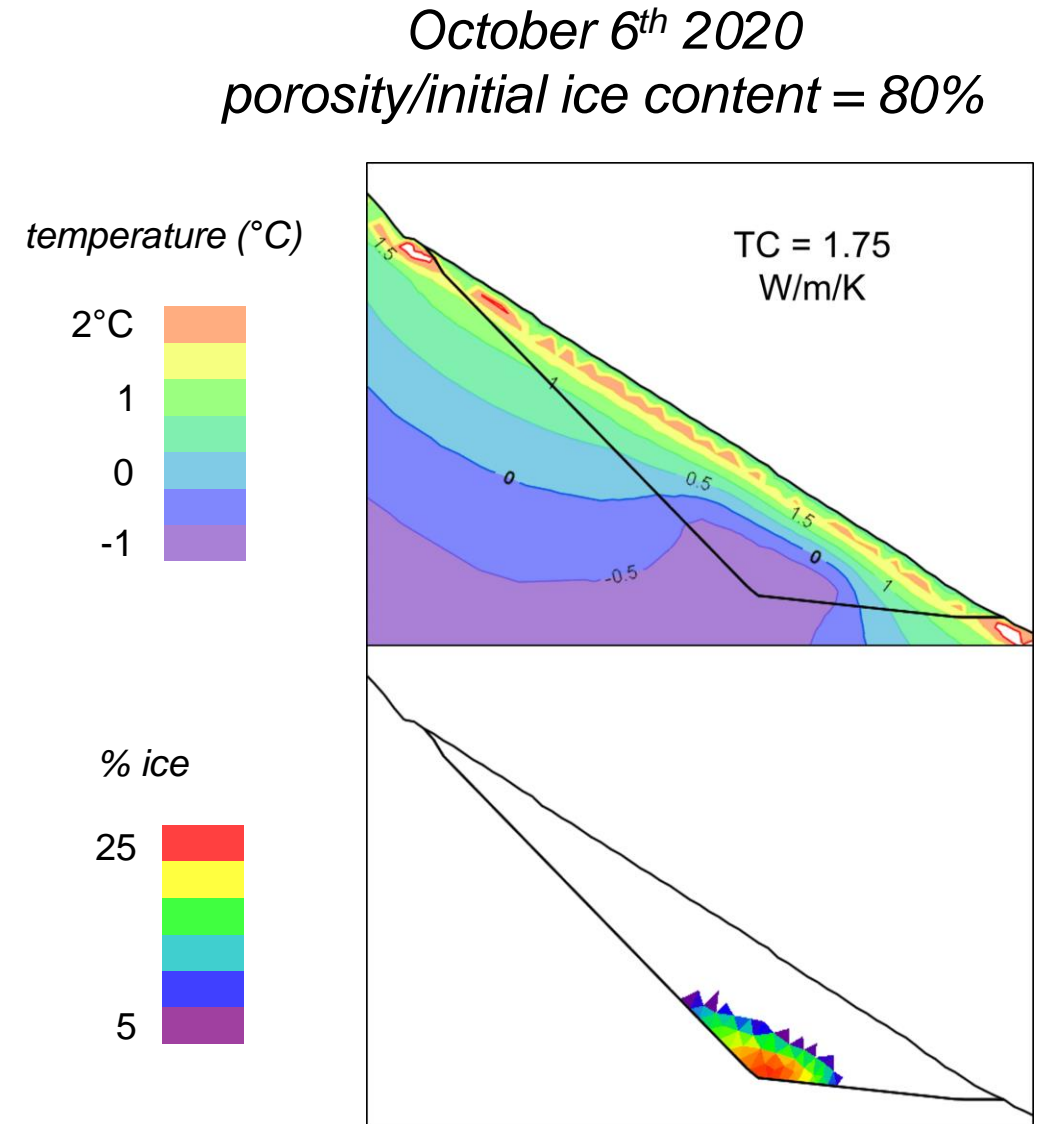 October 6th 2020
porosity/initial ice content = 80%
temperature (°C)
2°C
1
0
-1
TC = 1.75
W/m/K
1.5
1
0
0.5
1.5
0
-0.5
1
% ice
25
5